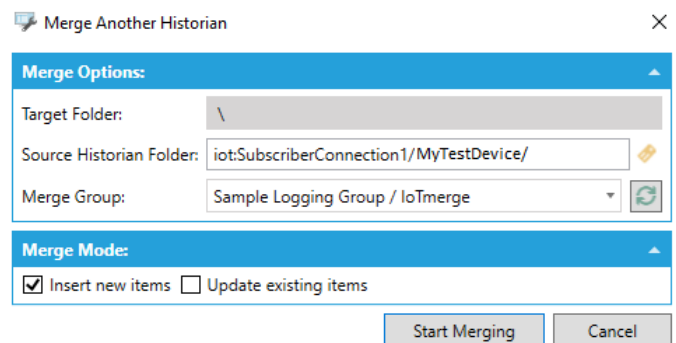 Merge Another Historian
Merge Options:
Target Folder: \
Source Historian Folder: iot:SubscriberConnection1/MyTestDevice/
Merge Group: Sample Logging Group / IoTmerge
Merge Mode:
Insert new items Update existing items
Start Merging Cancel